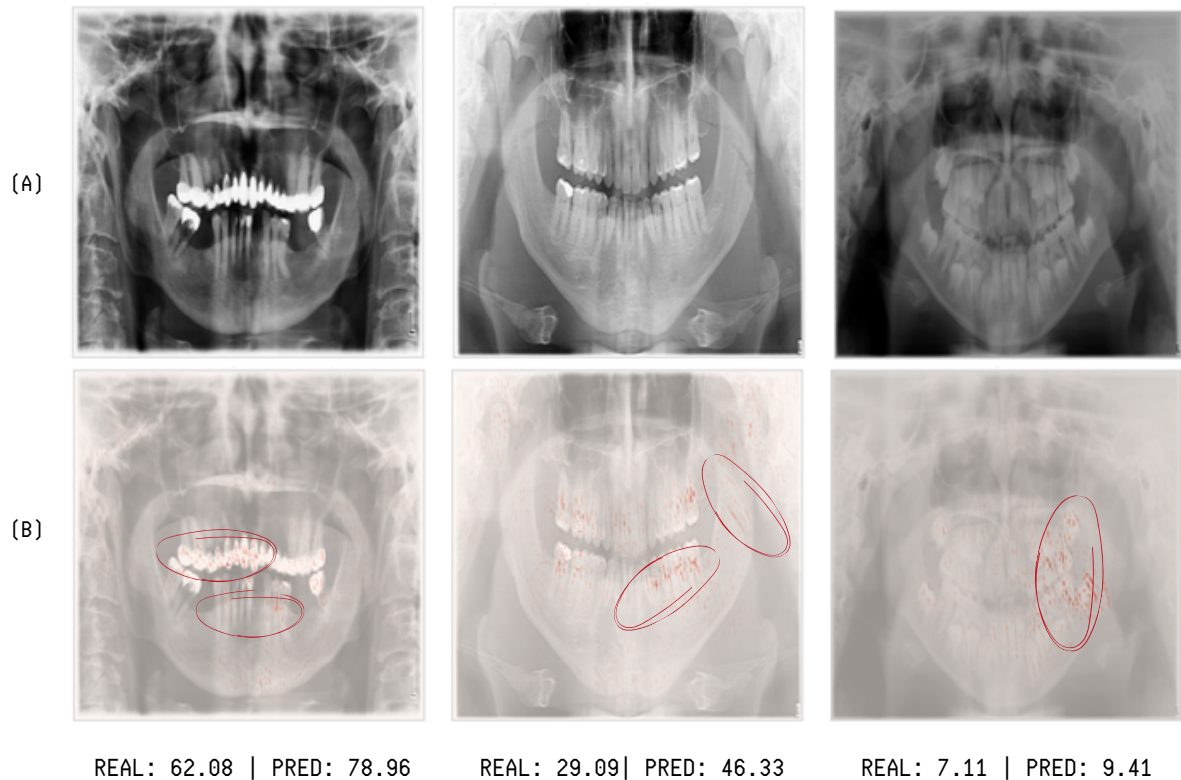 (A)
(B)
REAL: 62.08 | PRED: 78.96
REAL: 29.09| PRED: 46.33
REAL: 7.11 | PRED: 9.41